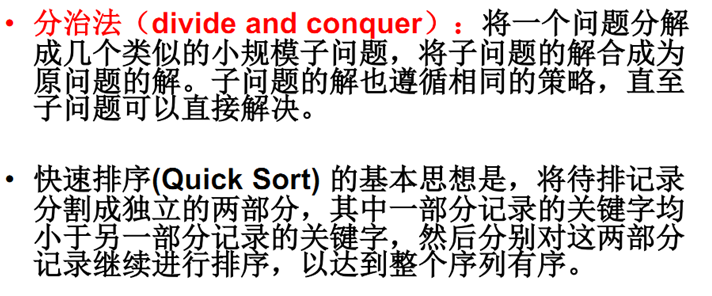 • 分治法（divide and conquer）：将一个问题分解
成几个类似的小规模子问题，将子问题的解合成为
原问题的解。子问题的解也遵循相同的策略，直至
子问题可以直接解决。
• 快速排序(Quick Sort) 的基本思想是，将待排记录
分割成独立的两部分，其中一部分记录的关键字均
小于另一部分记录的关键字，然后分别对这两部分
记录继续进行排序，以达到整个序列有序。